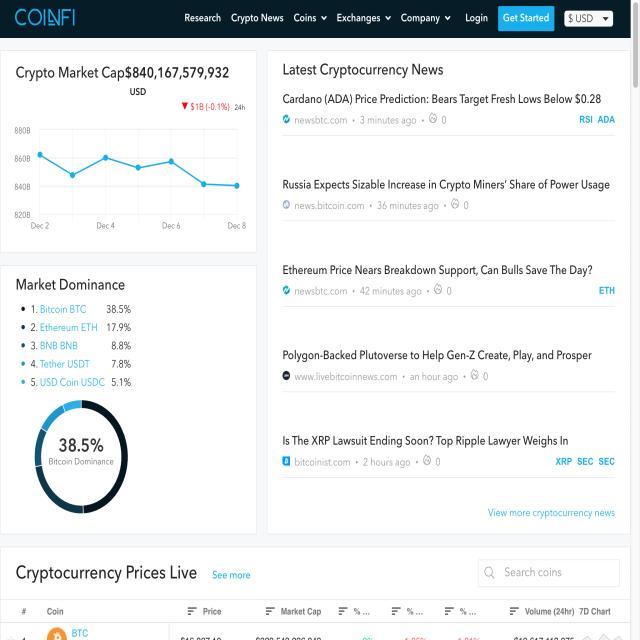 COINFI
Research Crypto News Coins Exchanges Company Login Get Started $ USD
Crypto Market Cap $840,167,579,932
USD
$1B (-0.1%) 24h
880B
860B
840B
820B
Dec 2 Dec 4 Dec 6 Dec 8
Market Dominance
1. Bitcoin BTC 38.5%
2. Ethereum ETH 17.9%
3. BNB BNB 8.8%
4. Tether USDT 7.8%
5. USD Coin USDC 5.1%
38.5%
Bitcoin Dominance
Latest Cryptocurrency News
Cardano (ADA) Price Prediction: Bears Target Fresh Lows Below $0.28
newsbtc.com • 3 minutes ago • 0 RSI ADA
Russia Expects Sizable Increase in Crypto Miners' Share of Power Usage
news.bitcoin.com • 36 minutes ago • 0
Ethereum Price Nears Breakdown Support, Can Bulls Save The Day?
newsbtc.com • 42 minutes ago • 0 ETH
Polygon-Backed Plutoverse to Help Gen-Z Create, Play, and Prosper
www.livebitcoinnews.com • an hour ago • 0
Is The XRP Lawsuit Ending Soon? Top Ripple Lawyer Weighs In
bitcoinist.com • 2 hours ago • 0 XRP SEC SEC
View more cryptocurrency news
Cryptocurrency Prices Live See more Search coins
# Coin Price Market Cap % ... % ... % ... Volume (24hr) 7D Chart
BTC